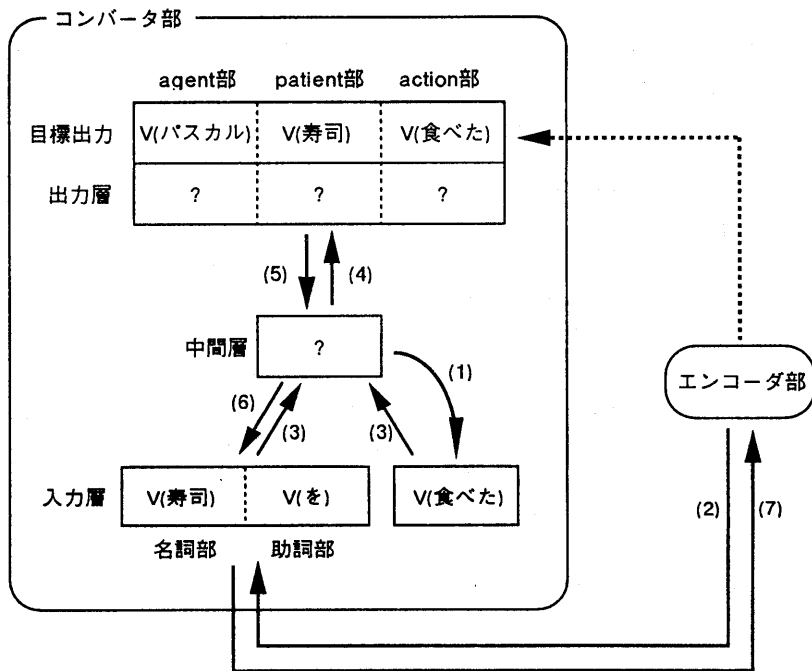 コンバータ部
agent部 patient部 action部
目標出力 V(パスカル) V(寿司) V(食べた)
出力層 ? ? ?
(5) (4)
中間層 ?
(1)
エンコーダ部
(6) (3) (3)
入力層 V(寿司) V(を) V(食べた)
(2) (7)
名詞部 助詞部